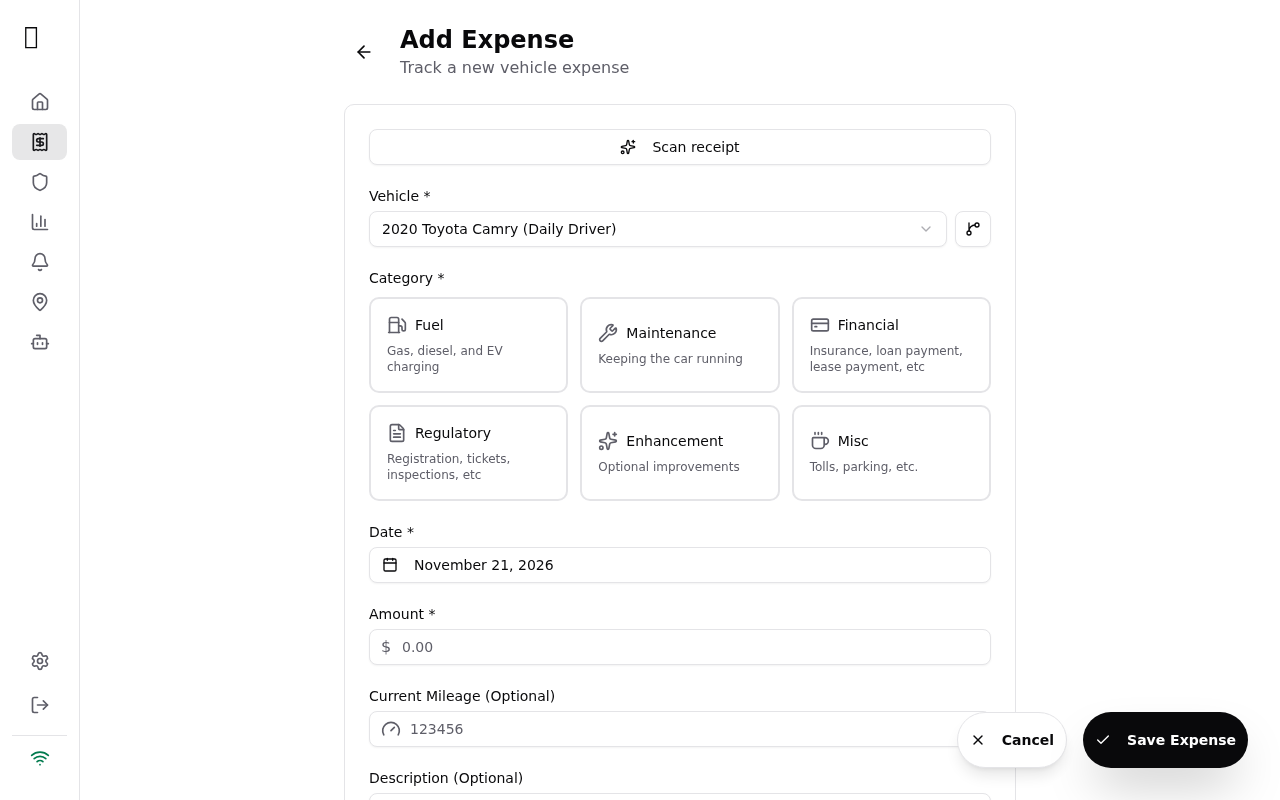 Add Expense
Track a new vehicle expense
Scan receipt
Vehicle *
2020 Toyota Camry (Daily Driver)
Category *
Fuel
Gas, diesel, and EV
charging
Maintenance
Keeping the car running
Financial
Insurance, loan payment,
lease payment, etc
Regulatory
Registration, tickets,
inspections, etc
Enhancement
Optional improvements
Misc
Tolls, parking, etc.
Date *
November 21, 2026
Amount *
$ 0.00
Current Mileage (Optional)
123456
Cancel
Save Expense
Description (Optional)